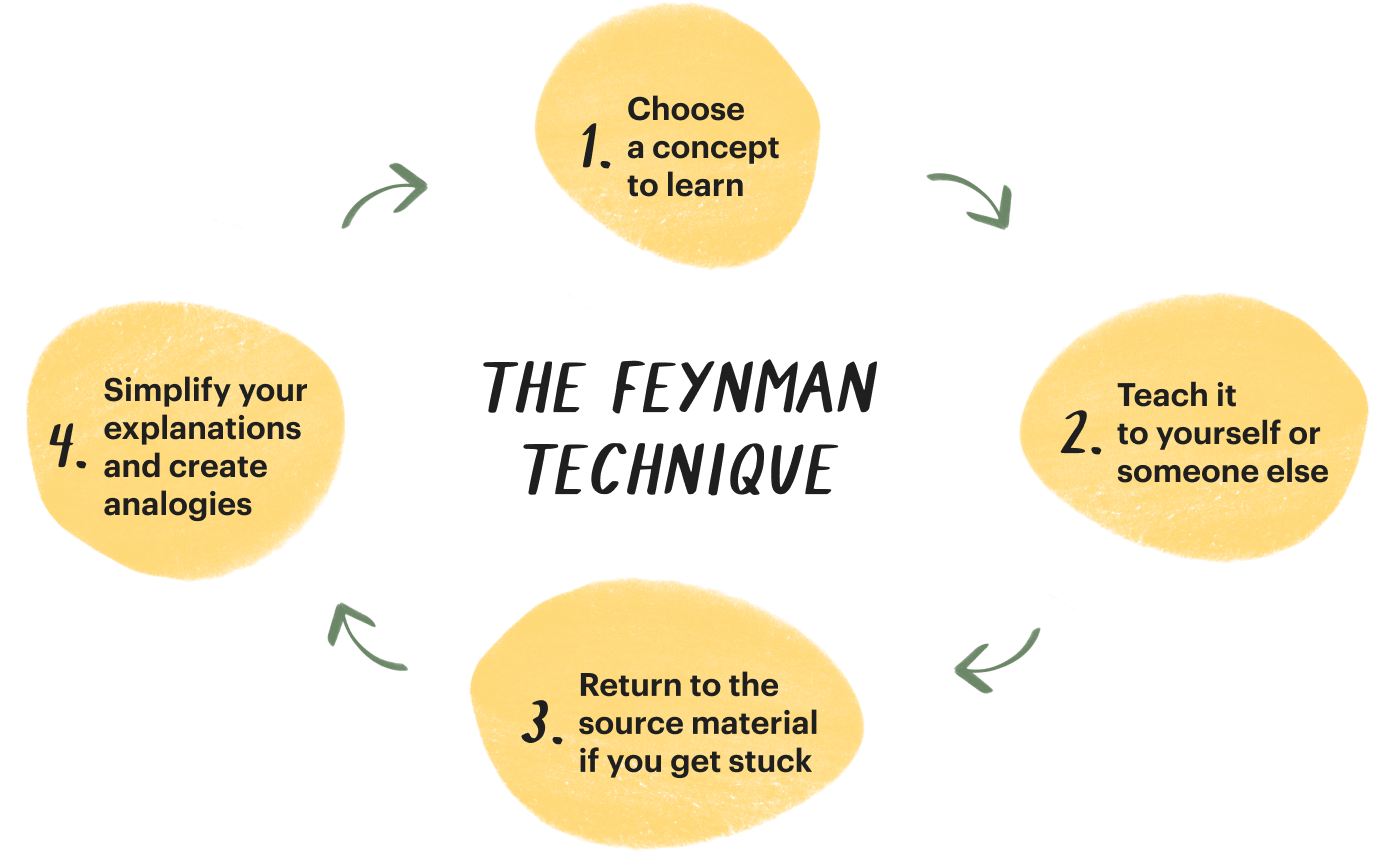 1.
Choose
a concept
to learn
THE FEYNMAN
TECHNIQUE
2.
Teach it
to yourself or
someone else
3.
Return to the
source material
if you get stuck
4.
Simplify your
explanations
and create
analogies